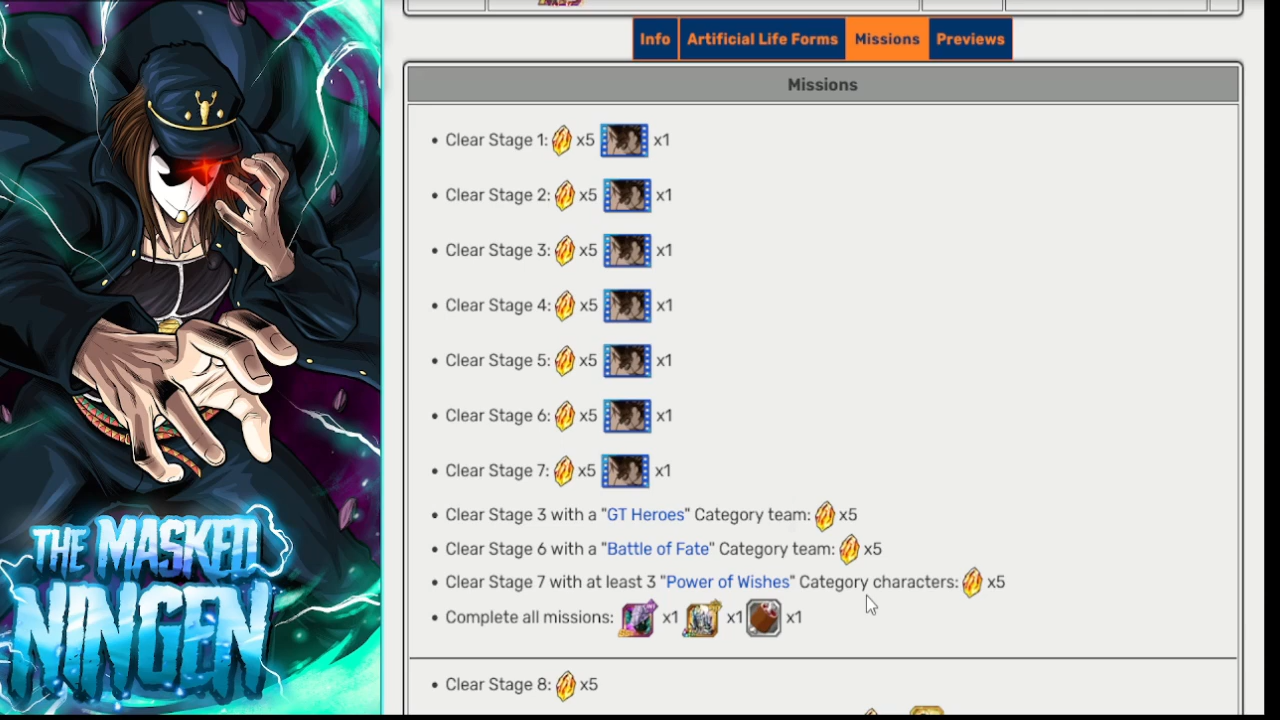 Info Artificial Life Forms Missions Previews
Missions
• Clear Stage 1: x5 x1
• Clear Stage 2: x5 x1
• Clear Stage 3: x5 x1
• Clear Stage 4: x5 x1
• Clear Stage 5: x5 x1
• Clear Stage 6: x5 x1
• Clear Stage 7: x5 x1
• Clear Stage 3 with a "GT Heroes" Category team: x5
• Clear Stage 6 with a "Battle of Fate" Category team: x5
• Clear Stage 7 with at least 3 "Power of Wishes" Category characters: x5
• Complete all missions: x1 x1 x1
• Clear Stage 8: x5
THE MASKED
NINGEN